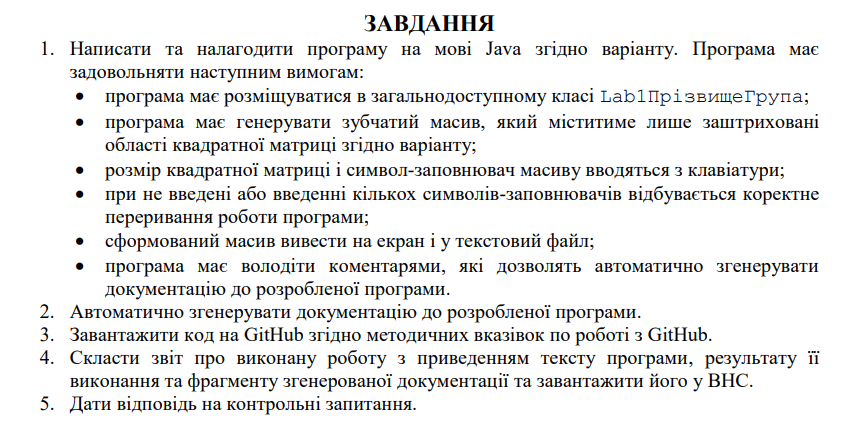 ЗАВДАННЯ
1. Написати та налагодити програму на мові Java згідно варіанту. Програма має
задовольняти наступним вимогам:
• програма має розміщуватися в загальнодоступному класі Lab1ПрізвищеГрупа;
• програма має генерувати зубчатий масив, який міститиме лише заштриховані
області квадратної матриці згідно варіанту;
• розмір квадратної матриці і символ-заповнювач масиву вводяться з клавіатури;
• при не введені або введенні кількох символів-заповнювачів відбувається коректне
переривання роботи програми;
• сформований масив вивести на екран і у текстовий файл;
• програма має володіти коментарями, які дозволять автоматично згенерувати
документацію до розробленої програми.
2. Автоматично згенерувати документацію до розробленої програми.
3. Завантажити код на GitHub згідно методичних вказівок по роботі з GitHub.
4. Скласти звіт про виконану роботу з приведенням тексту програми, результату її
виконання та фрагменту згенерованої документації та завантажити його у ВНС.
5. Дати відповідь на контрольні запитання.